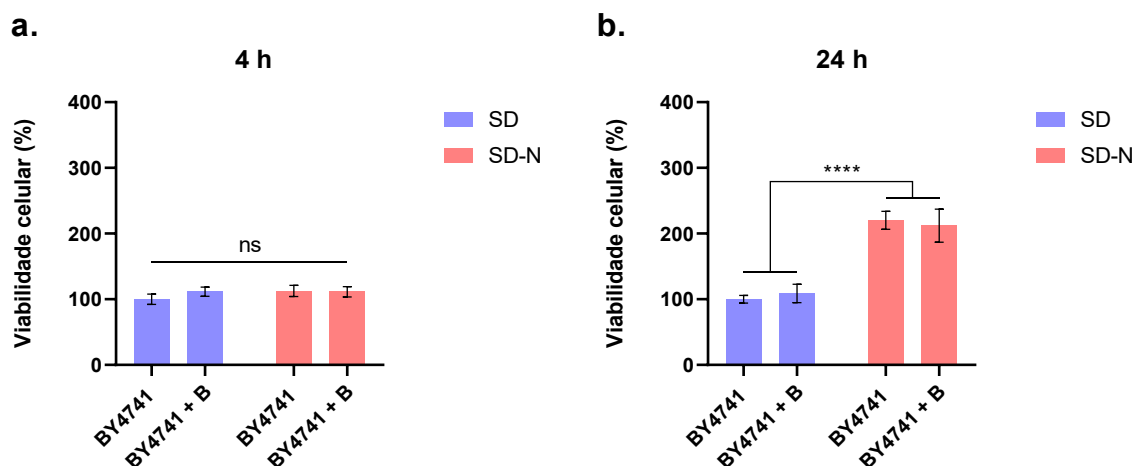 a.
4 h
Viabilidade celular (%)
400
300
200
100
0
ns
BY4741
BY4741 + B
BY4741
BY4741 + B
SD
SD-N
b.
24 h
Viabilidade celular (%)
400
300
200
100
0
****
BY4741
BY4741 + B
BY4741
BY4741 + B
SD
SD-N